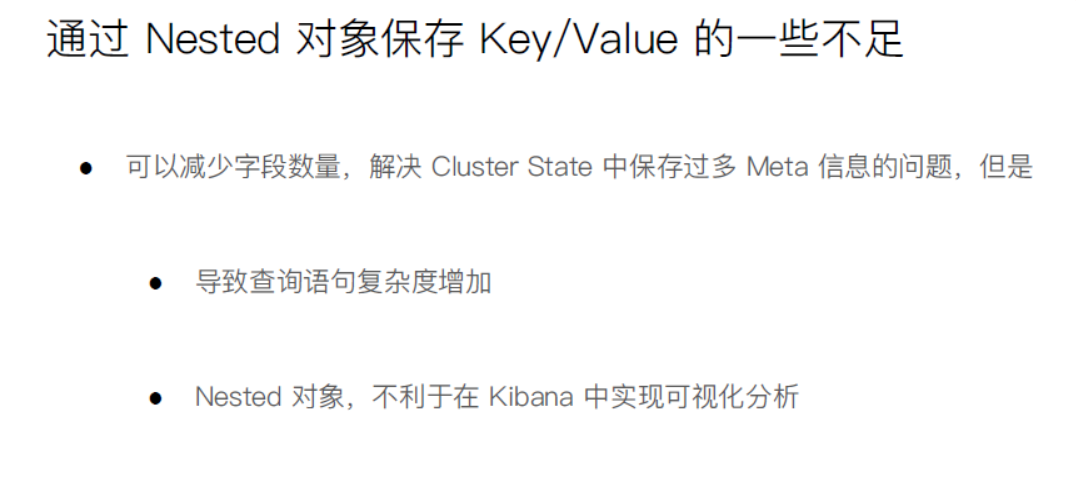 通过 Nested 对象保存 Key/Value 的一些不足
● 可以减少字段数量，解决 Cluster State 中保存过多 Meta 信息的问题，但是
● 导致查询语句复杂度增加
● Nested 对象，不利于在 Kibana 中实现可视化分析